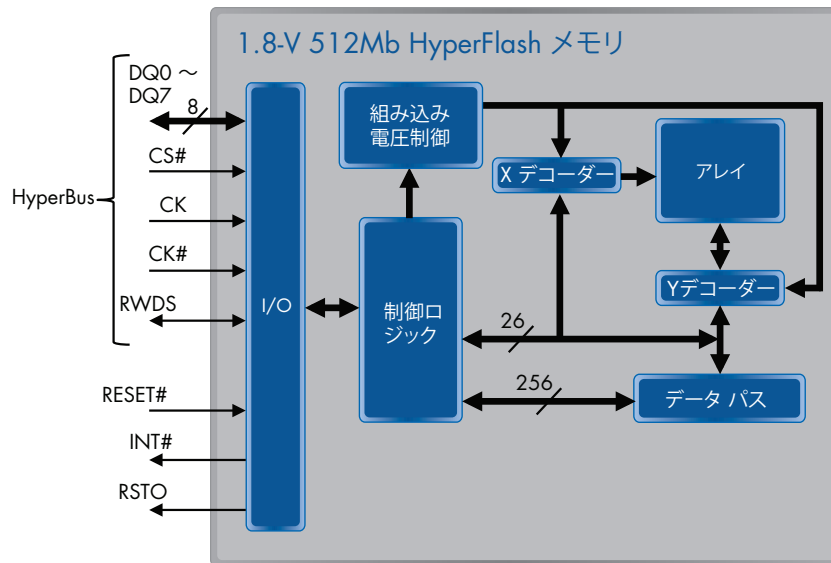 1.8-V 512Mb HyperFlash メモリ
DQ0 ～
DQ7
8
CS#
HyperBus
CK
CK#
RWDS
I/O
RESET#
INT#
RSTO
組み込み
電圧制御
X デコーダー
アレイ
Yデコーダー
制御ロ
ジック
26
256
データ パス